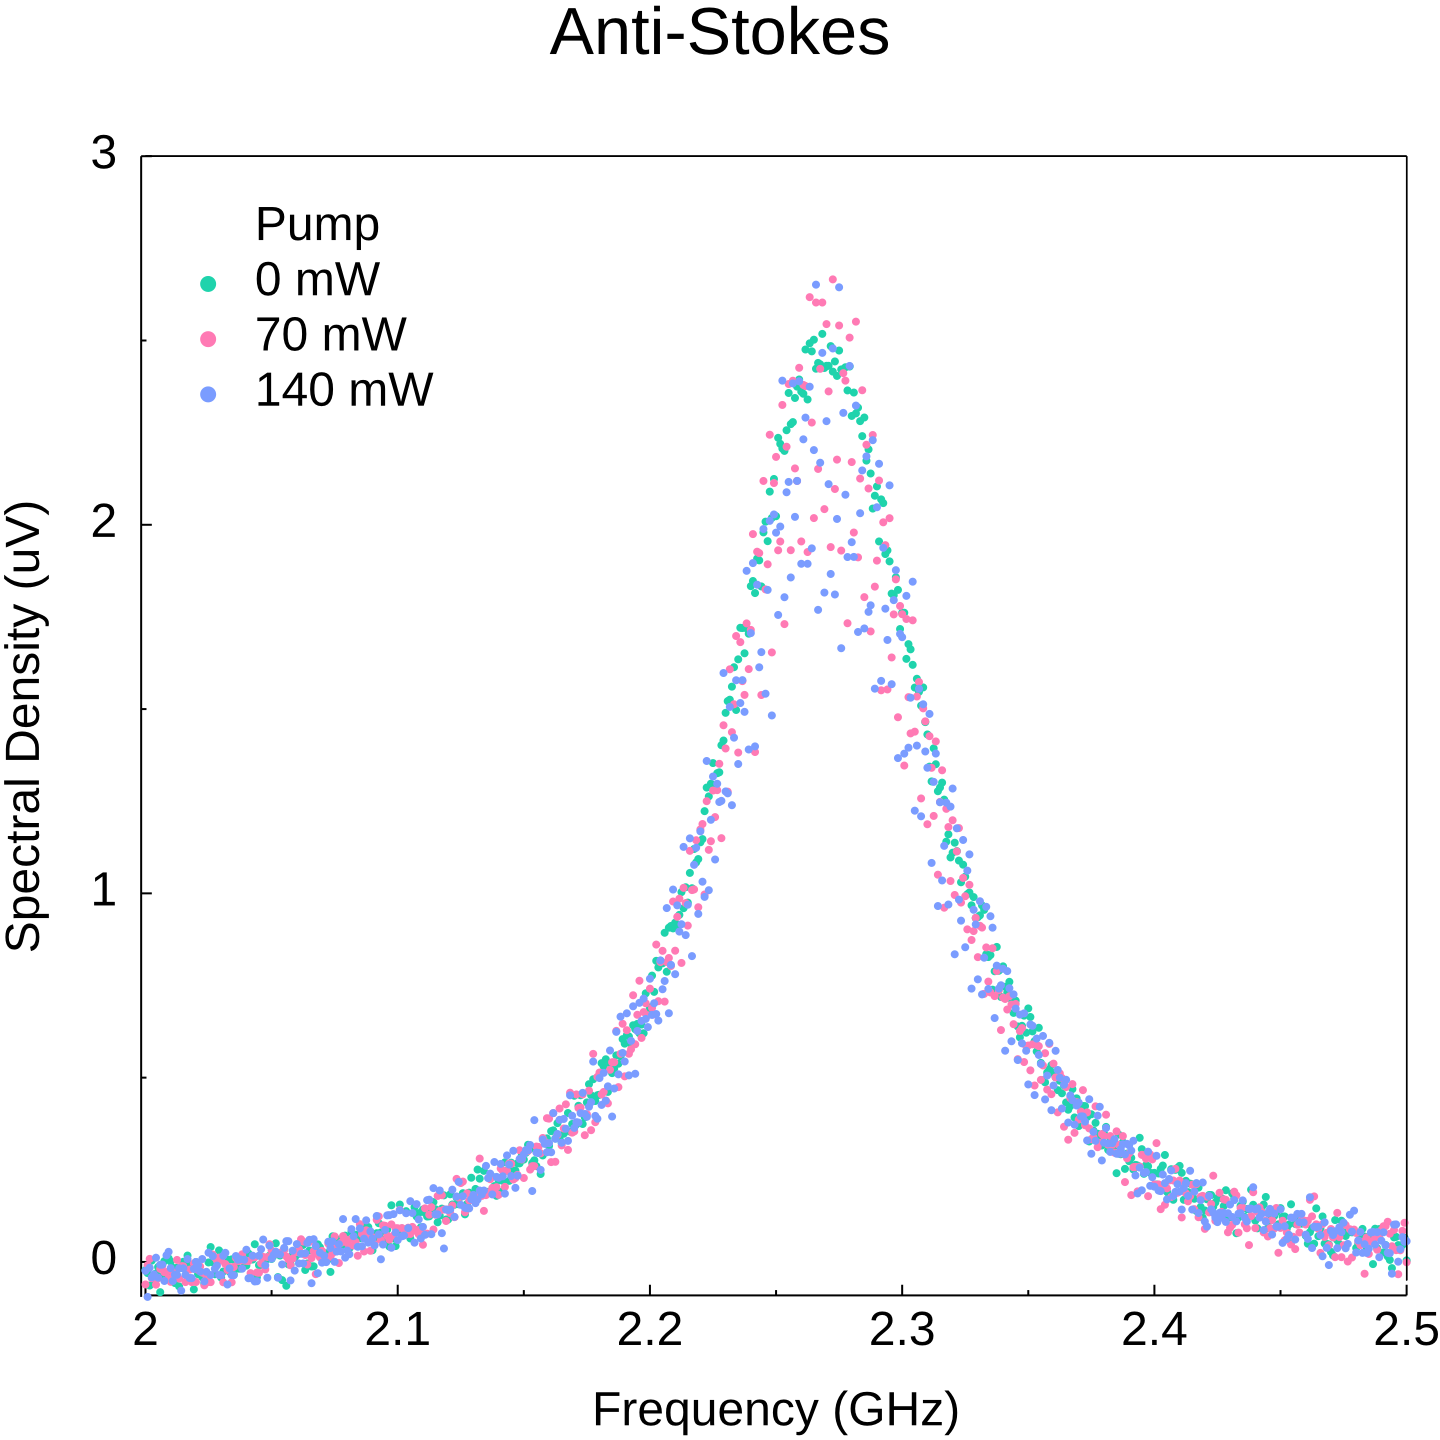 Anti-Stokes
3
2
1
0
Spectral Density (uV)
Pump
0 mW
70 mW
140 mW
2 2.1 2.2 2.3 2.4 2.5
Frequency (GHz)